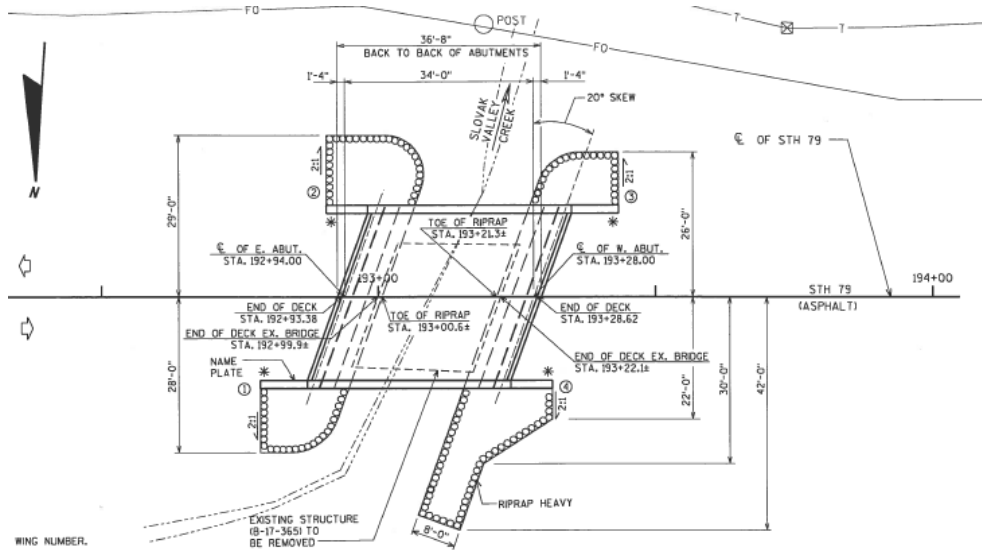 FO
POST
T
T
36'-8"
BACK TO BACK OF ABUTMENTS
FO
1'-4"
34'-0"
1'-4"
20° SKEW
SLOVAK
VALLEY
CREEK
℄ OF STH 79
2:1
2:1
N
②
③
29'-0"
TOE OF RIPRAP
STA. 193+21.3±
26'-0"
℄ OF E. ABUT.
STA. 192+94.00
℄ OF W. ABUT.
STA. 193+28.00
193+00
194+00
STH 79
(ASPHALT)
END OF DECK
STA. 192+93.38
TOE OF RIPRAP
STA. 193+00.6±
END OF DECK
STA. 193+28.62
END OF DECK EX. BRIDGE
STA. 192+99.9±
END OF DECK EX. BRIDGE
STA. 193+22.1±
NAME
PLATE
28'-0"
①
④
2:1
2:1
22'-0"
30'-0"
42'-0"
RIPRAP HEAVY
8'-0"
EXISTING STRUCTURE
(B-17-365) TO
BE REMOVED
WING NUMBER.